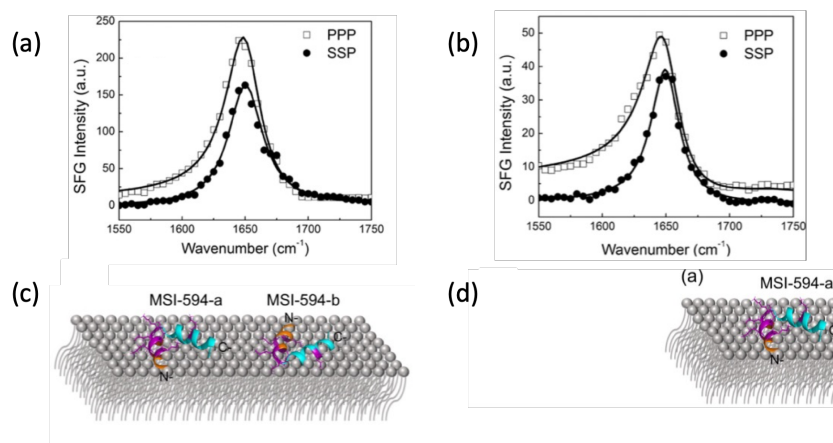 (a)
250
200
150
100
50
0
SFG Intensity (a.u.)
PPP
SSP
1550 1600 1650 1700 1750
Wavenumber (cm⁻¹)
(b)
50
40
30
20
10
0
SFG Intensity (a.u.)
PPP
SSP
1550 1600 1650 1700 1750
Wavenumber (cm⁻¹)
(c)
MSI-594-a MSI-594-b
N-
C-
C-
N-
(d)
(a)
MSI-594-a
C
N-